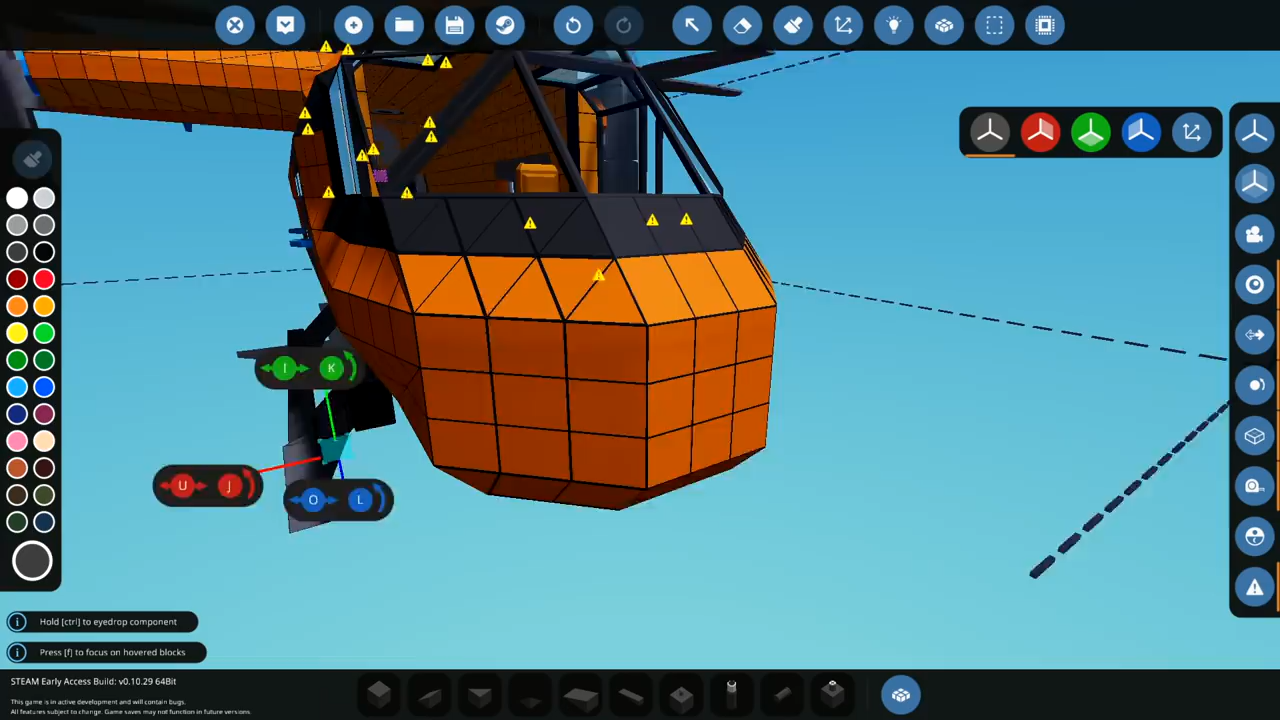 I
K
U
J
O
L
Hold [ctrl] to eyedrop component
Press [f] to focus on hovered blocks
STEAM Early Access Build: v0.10.29 64Bit
This game is in active development and will contain bugs.
All features subject to change. Game saves may not function in future versions.